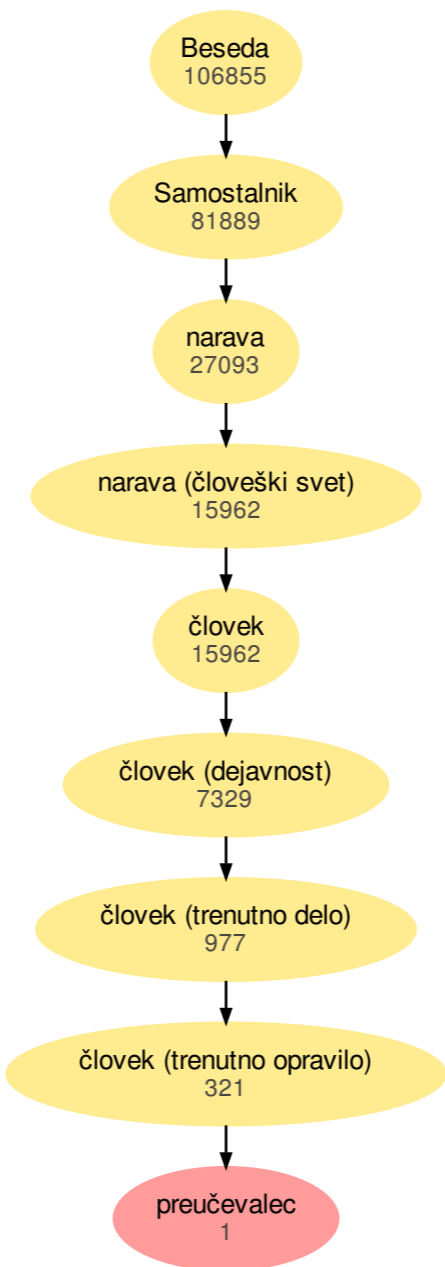 Beseda
106855
Samostalnik
81889
narava
27093
narava (človeški svet)
15962
človek
15962
človek (dejavnost)
7329
človek (trenutno delo)
977
človek (trenutno opravilo)
321
preučevalec
1